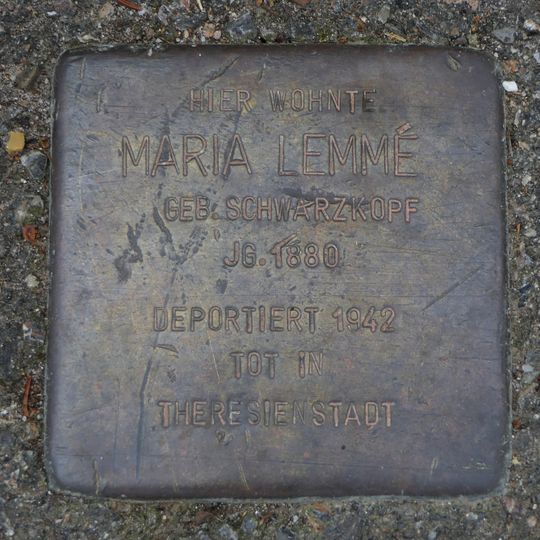 HIER WOHNTE
MARIA LEMMÉ
GEB. SCHWARZKOPF
JG. 1880
DEPORTIERT 1942
TOT IN
THERESIENSTADT